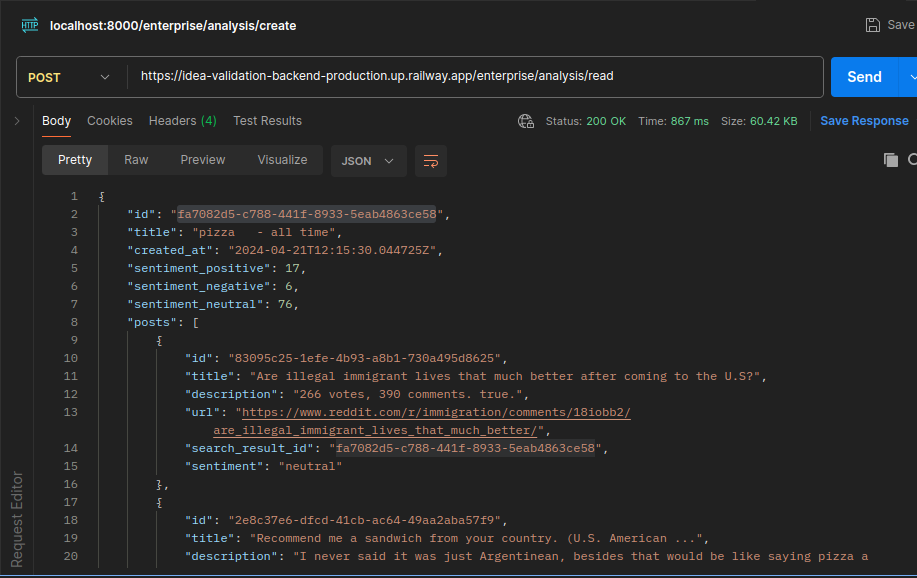 HTTP localhost:8000/enterprise/analysis/create Save
POST https://idea-validation-backend-production.up.railway.app/enterprise/analysis/read Send
Body Cookies Headers (4) Test Results Status: 200 OK Time: 867 ms Size: 60.42 KB Save Response
Pretty Raw Preview Visualize JSON
1 {
2 "id": "fa7082d5-c788-441f-8933-5eab4863ce58",
3 "title": "pizza   - all time",
4 "created_at": "2024-04-21T12:15:30.044725Z",
5 "sentiment_positive": 17,
6 "sentiment_negative": 6,
7 "sentiment_neutral": 76,
8 "posts": [
9 {
10 "id": "83095c25-1efe-4b93-a8b1-730a495d8625",
11 "title": "Are illegal immigrant lives that much better after coming to the U.S?",
12 "description": "266 votes, 390 comments. true.",
13 "url": "https://www.reddit.com/r/immigration/comments/18iobb2/
are_illegal_immigrant_lives_that_much_better/",
14 "search_result_id": "fa7082d5-c788-441f-8933-5eab4863ce58",
15 "sentiment": "neutral"
16 },
17 {
18 "id": "2e8c37e6-dfcd-41cb-ac64-49aa2aba57f9",
19 "title": "Recommend me a sandwich from your country. (U.S. American ...",
20 "description": "I never said it was just Argentinean, besides that would be like saying pizza a
Request Editor